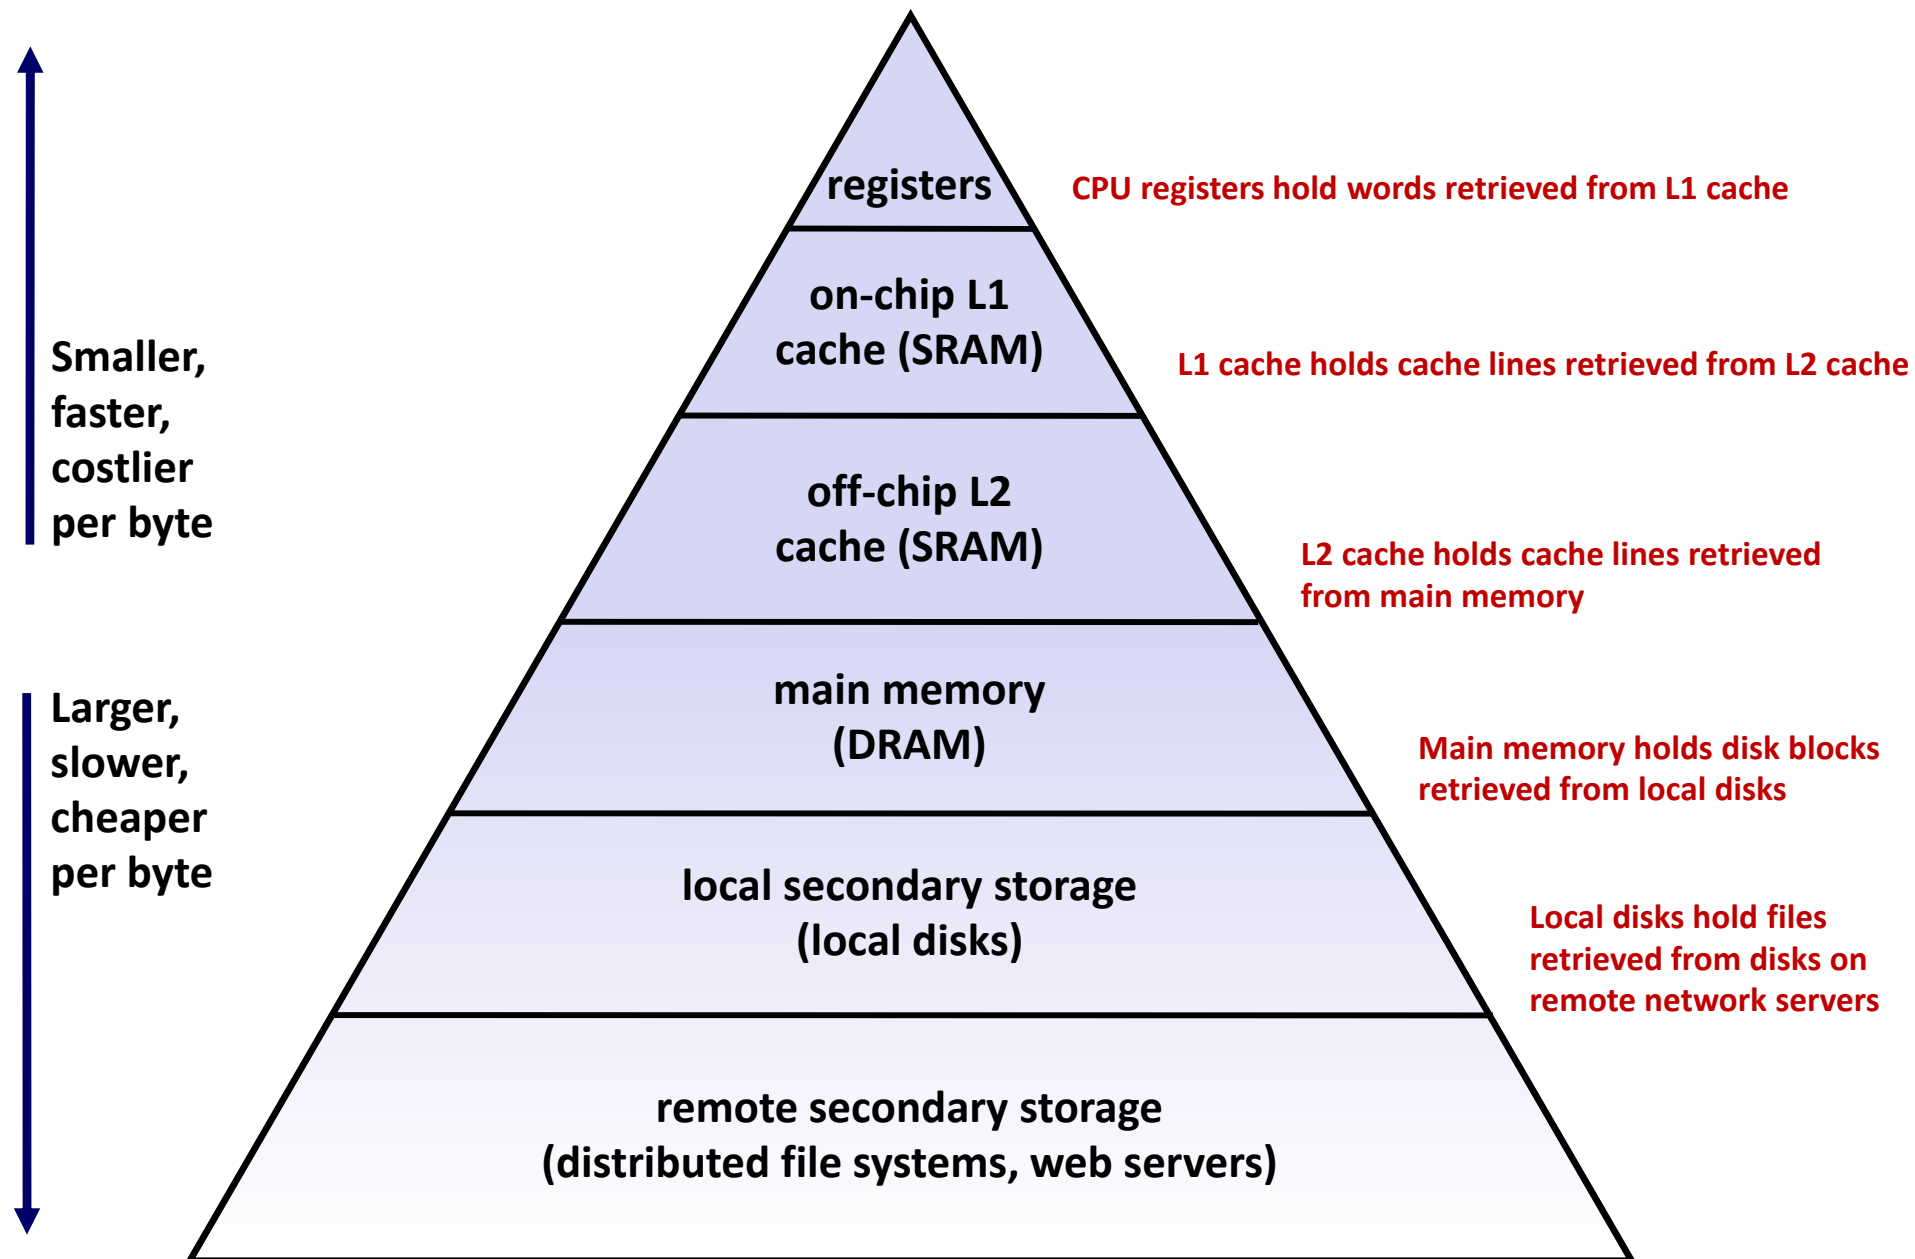 registers
CPU registers hold words retrieved from L1 cache
on-chip L1
cache (SRAM)
L1 cache holds cache lines retrieved from L2 cache
Smaller,
faster,
costlier
per byte
off-chip L2
cache (SRAM)
L2 cache holds cache lines retrieved
from main memory
Larger,
slower,
cheaper
per byte
main memory
(DRAM)
Main memory holds disk blocks
retrieved from local disks
local secondary storage
(local disks)
Local disks hold files
retrieved from disks on
remote network servers
remote secondary storage
(distributed file systems, web servers)